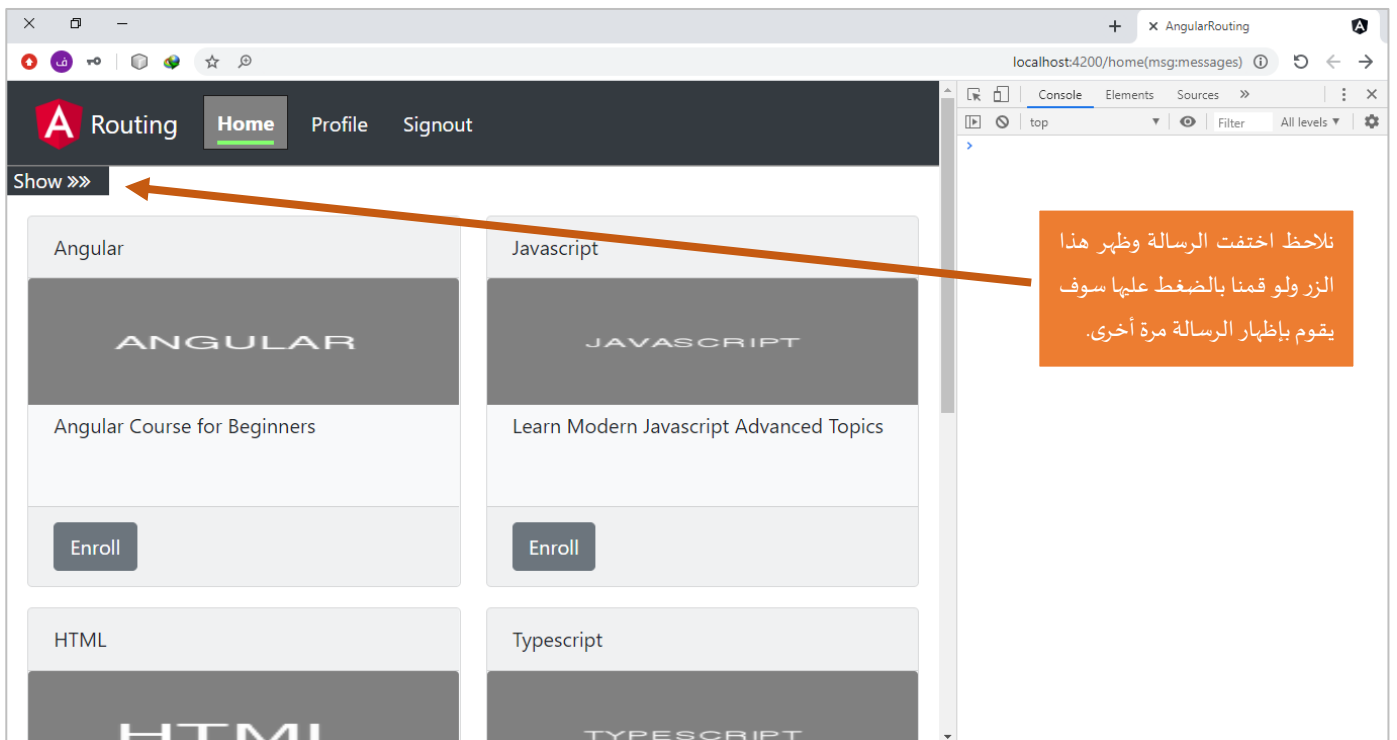 AngularRouting
localhost:4200/home(msg:messages)
ف
Routing
Home
Profile
Signout
Console
Elements
Sources
top
Filter
All levels
Show
نلاحظ اختفت الرسالة وظهر هذا
الزر ولو قمنا بالضغط عليها سوف
يقوم بإظهار الرسالة مرة أخرى.
Angular
Javascript
ANGULAR
JAVASCRIPT
Angular Course for Beginners
Learn Modern Javascript Advanced Topics
Enroll
Enroll
HTML
Typescript
HTML
TYPESCRIPT